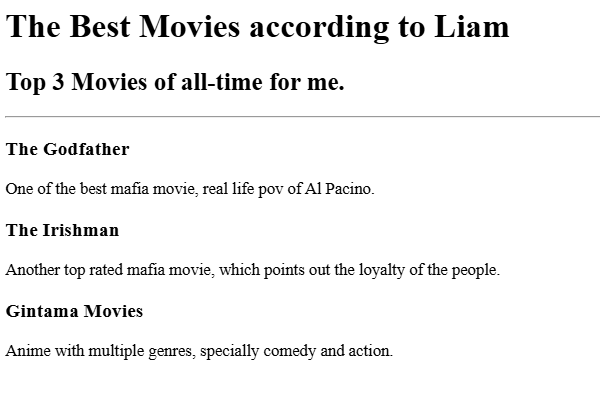 The Best Movies according to Liam
Top 3 Movies of all-time for me.
The Godfather
One of the best mafia movie, real life pov of Al Pacino.
The Irishman
Another top rated mafia movie, which points out the loyalty of the people.
Gintama Movies
Anime with multiple genres, specially comedy and action.